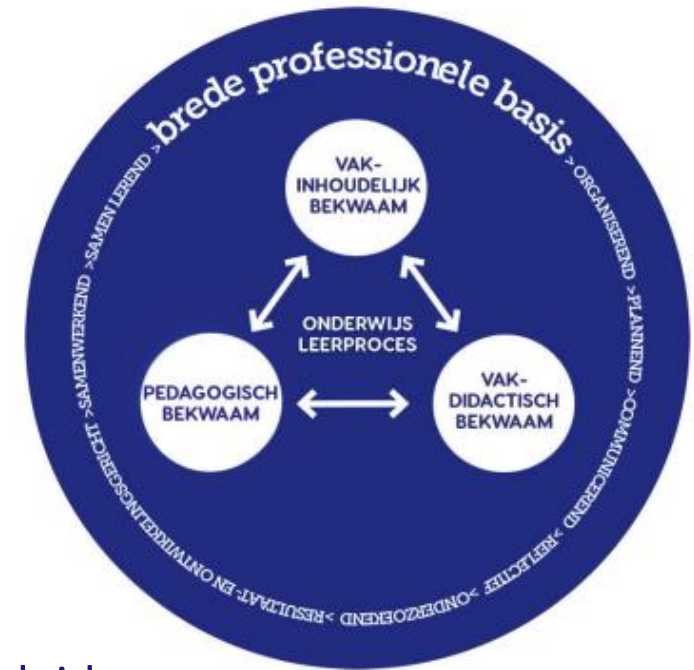 brede professionele basis
> ORGANISEREND >PLANNEND >COMMUNICEREND >REFLECTIEF> ONDERZOEKEND >RESULTAAT- EN ONTWIKKELINGSGERICHT >SAMENWERKEND >SAMEN LEREND >
VAK-
INHOUDELIJK
BEKWAAM
ONDERWIJS
LEERPROCES
PEDAGOGISCH
BEKWAAM
VAK-
DIDACTISCH
BEKWAAM